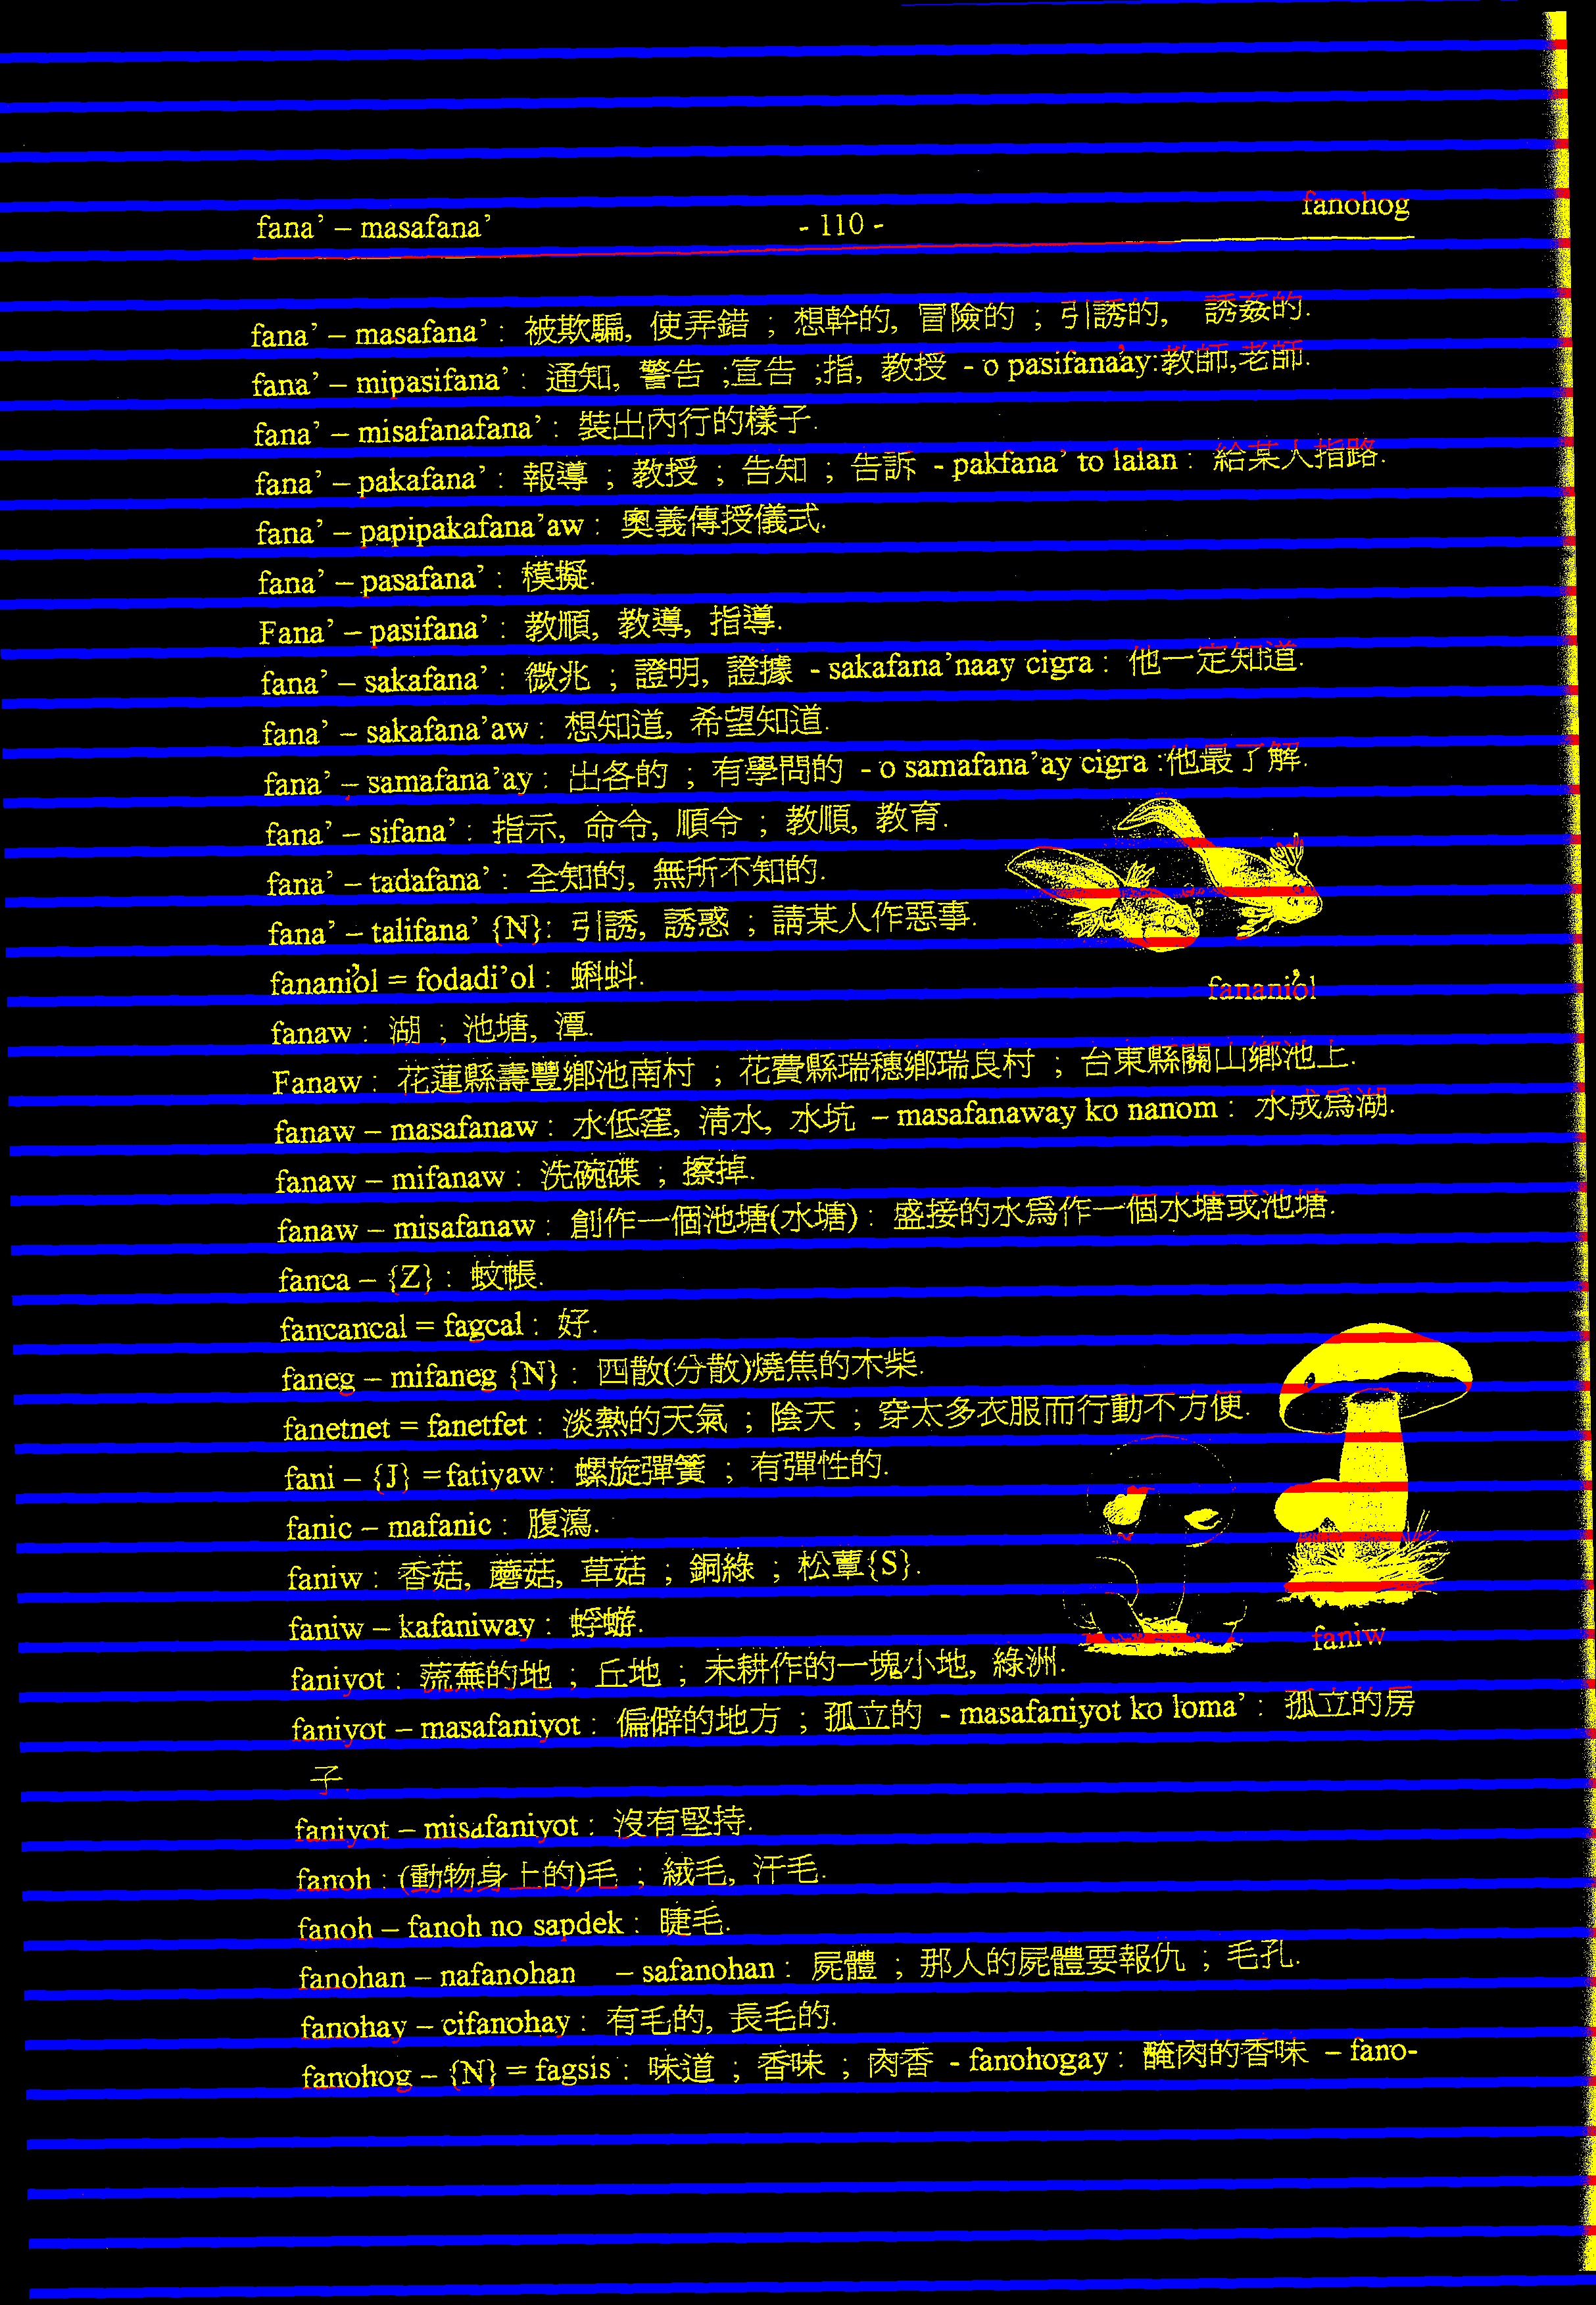 fana’ – masafana’ - 110 - fanohog
fana’ – masafana’ : 被欺騙, 使弄錯 ; 想幹的, 冒險的 ; 引誘的, 誘姦的.
fana’ – mipasifana’ : 通知, 警告 ;宣告 ;指, 教授 - o pasifana’ay:教師,老師.
fana’ – misafanafana’ : 裝出內行的樣子.
fana’ – pakafana’ : 報導 ; 教授 ; 告知 ; 告訴 - pakfana’ to lalan : 給某人指路.
fana’ – papipakafana’aw : 奧義傳授儀式.
fana’ – pasafana’ : 模擬.
Fana’ – pasifana’ : 教順, 教導, 指導.
fana’ – sakafana’ : 微兆 ; 證明, 證據 - sakafana’naay cigra : 他一定知道.
fana’ – sakafana’aw : 想知道, 希望知道.
fana’ – samafana’ay : 出各的 ; 有學問的 - o samafana’ay cigra :他最了解.
fana’ – sifana’ : 指示, 命令, 順令 ; 教順, 教育.
fana’ – tadafana’ : 全知的, 無所不知的.
fana’ – talifana’ {N}: 引誘, 誘惑 ; 請某人作惡事.
fanani’ol = fodadi’ol : 蝌蚪.
fanani’ol
fanaw : 湖 ; 池塘, 潭.
Fanaw : 花蓮縣壽豐鄉池南村 ; 花費縣瑞穗鄉瑞良村 ; 台東縣關山鄉池上.
fanaw – masafanaw : 水低窪, 清水, 水坑 – masafanaway ko nanom : 水成為湖.
fanaw – mifanaw : 洗碗碟 ; 擦掉.
fanaw – misafanaw : 創作一個池塘(水塘) : 盛接的水為作一個水塘或池塘.
fanca – {Z} : 蚊帳.
fancancal = fagcal : 好.
faneg – mifaneg {N} : 四散(分散)燒焦的木柴.
fanetnet = fanetfet : 淡熱的天氣 ; 陰天 ; 穿太多衣服而行動不方便.
fani – {J} =fatiyaw: 螺旋彈簧 ; 有彈性的.
fanic – mafanic : 腹瀉.
faniw : 香菇, 蘑菇, 草菇 ; 銅綠 ; 松蕈{S}.
faniw – kafaniway : 蜉蝣.
faniw
faniyot : 荒蕪的地 ; 丘地 ; 未耕作的一塊小地, 綠洲.
faniyot – masafaniyot : 偏僻的地方 ; 孤立的 - masafaniyot ko loma’ : 孤立的房
子.
faniyot – misafaniyot : 沒有堅持.
fanoh : (動物身上的)毛 ; 絨毛, 汗毛.
fanoh – fanoh no sapdek : 睫毛.
fanohan – nafanohan – safanohan : 屍體 ; 那人的屍體要報仇 ; 毛孔.
fanohay – cifanohay : 有毛的, 長毛的.
fanohog – {N} = fagsis : 味道 ; 香味 ; 肉香 - fanohogay : 醃肉的香味 – fano-